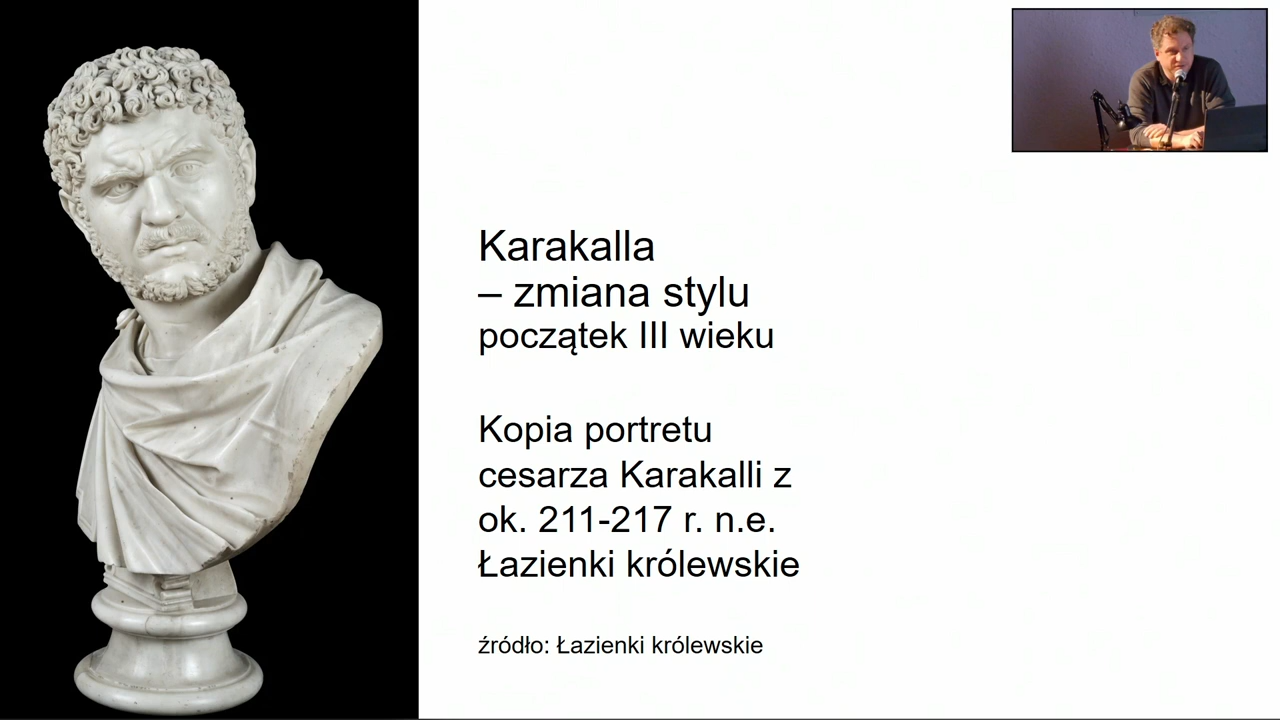 Karakalla
– zmiana stylu
początek III wieku
Kopia portretu
cesarza Karakalli z
ok. 211-217 r. n.e.
Łazienki królewskie
źródło: Łazienki królewskie